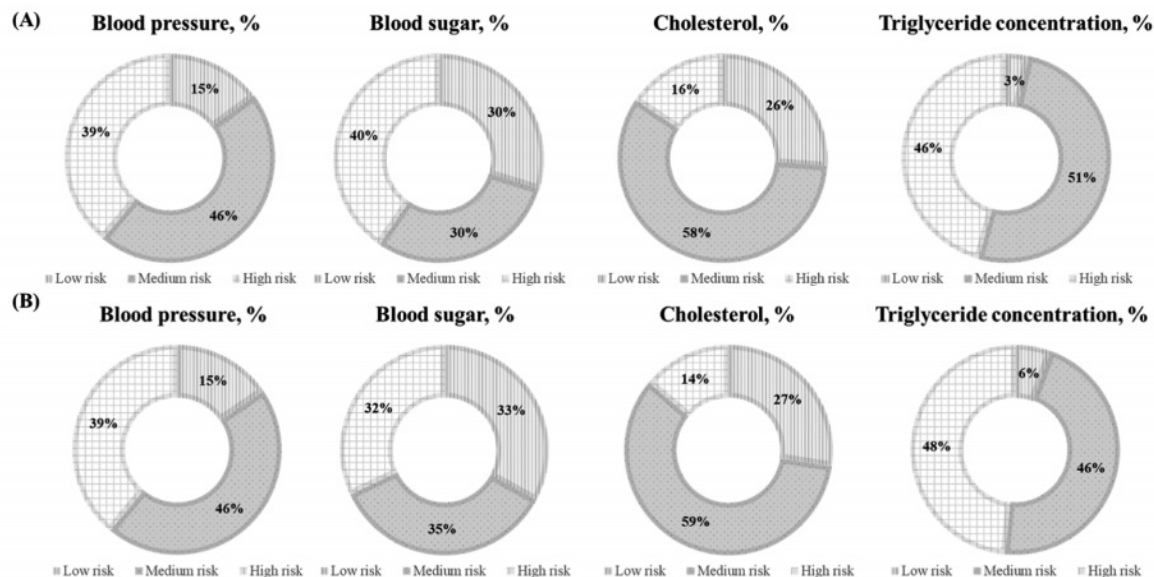 (A)
Blood pressure, %
Blood sugar, %
Cholesterol, %
Triglyceride concentration, %
15%
46%
39%
30%
30%
40%
26%
58%
16%
3%
51%
46%
Low risk Medium risk High risk
Low risk Medium risk High risk
Low risk Medium risk High risk
Low risk Medium risk High risk
(B)
Blood pressure, %
Blood sugar, %
Cholesterol, %
Triglyceride concentration, %
15%
46%
39%
33%
35%
32%
27%
59%
14%
6%
46%
48%
Low risk Medium risk High risk
Low risk Medium risk High risk
Low risk Medium risk High risk
Low risk Medium risk High risk